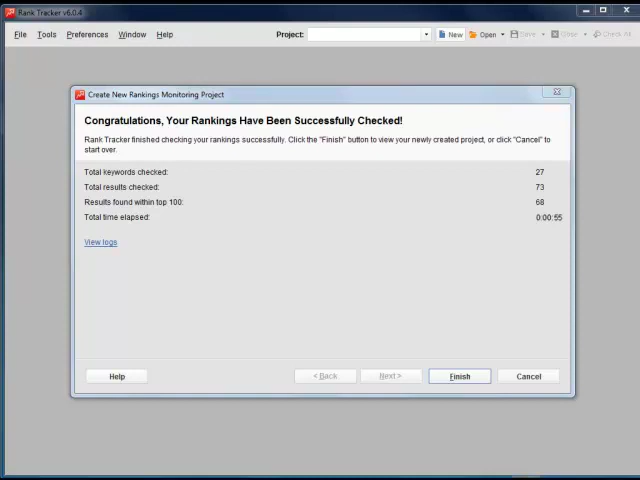 Rank Tracker v6.0.4
File Tools Preferences Window Help Project: New Open Save Close Check All
Create New Rankings Monitoring Project
Congratulations, Your Rankings Have Been Successfully Checked!
Rank Tracker finished checking your rankings successfully. Click the "Finish" button to view your newly created project, or click "Cancel" to
start over.
Total keywords checked: 27
Total results checked: 73
Results found within top 100: 68
Total time elapsed: 0:00:55
View logs
Help < Back Next > Finish Cancel